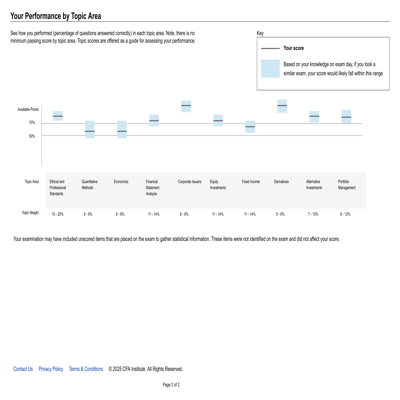 Your Performance by Topic Area
See how you performed (percentage of questions answered correctly) in each topic area. Note, there is no
minimum passing score by topic area. Topic scores are offered as a guide for assessing your performance.
Key
Your score
Based on your knowledge on exam day, if you took a
similar exam, your score would likely fall within this range
Available Points
70%
50%
Topic Area
Ethical and
Professional
Standards
Quantitative
Methods
Economics
Financial
Statement
Analysis
Corporate Issuers
Equity
Investments
Fixed Income
Derivatives
Alternative
Investments
Portfolio
Management
Topic Weight
15 - 20%
6 - 9%
6 - 9%
11 - 14%
6 - 9%
11 - 14%
11 - 14%
5 - 8%
7 - 10%
8 - 12%
Your examination may have included unscored items that are placed on the exam to gather statistical information. These items were not identified on the exam and did not affect your score.
Contact Us Privacy Policy Terms & Conditions © 2025 CFA Institute. All Rights Reserved.
Page 2 of 2